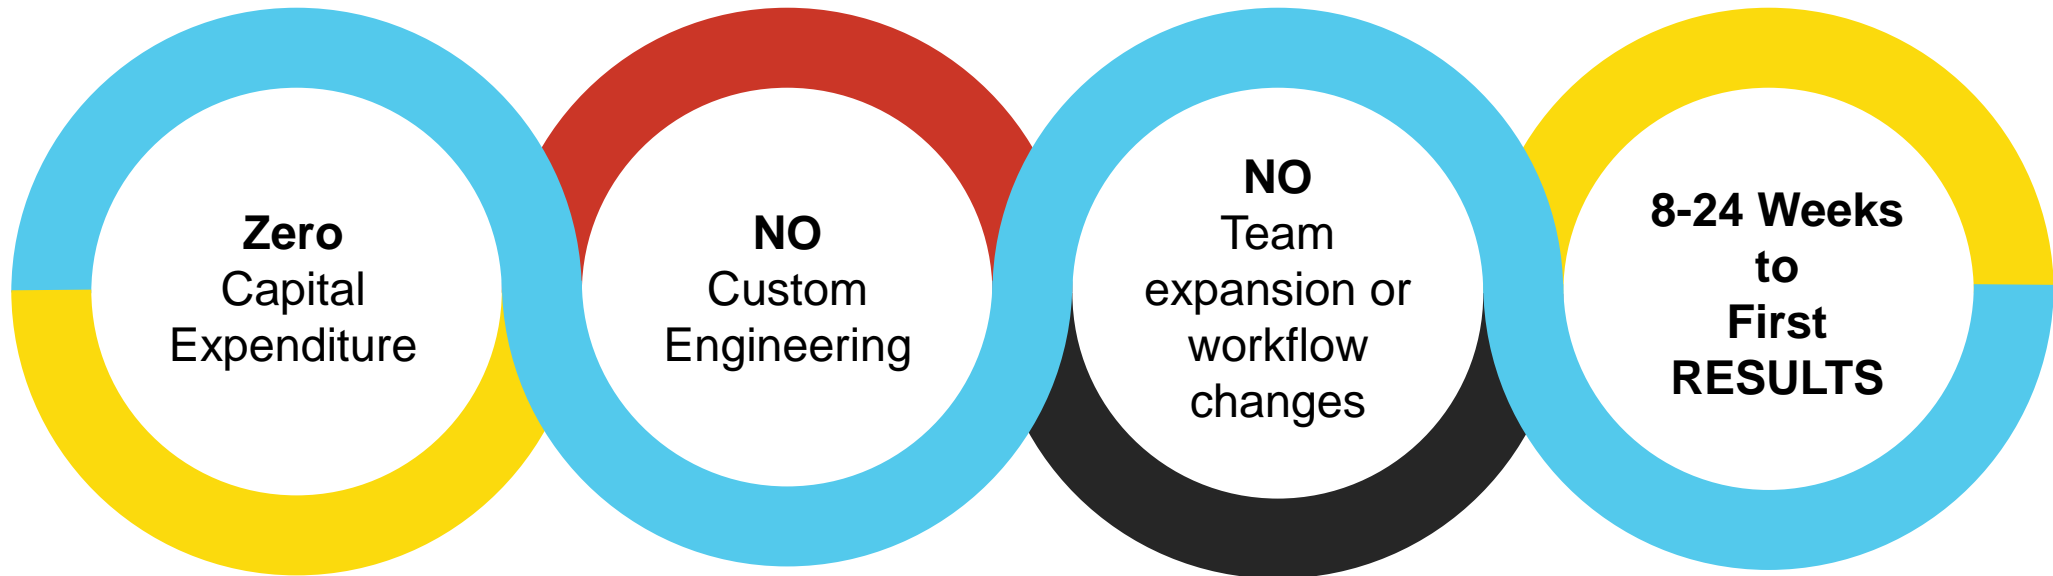 Zero
Capital
Expenditure
NO
Custom
Engineering
NO
Team
expansion or
workflow
changes
8-24 Weeks
to
First
RESULTS